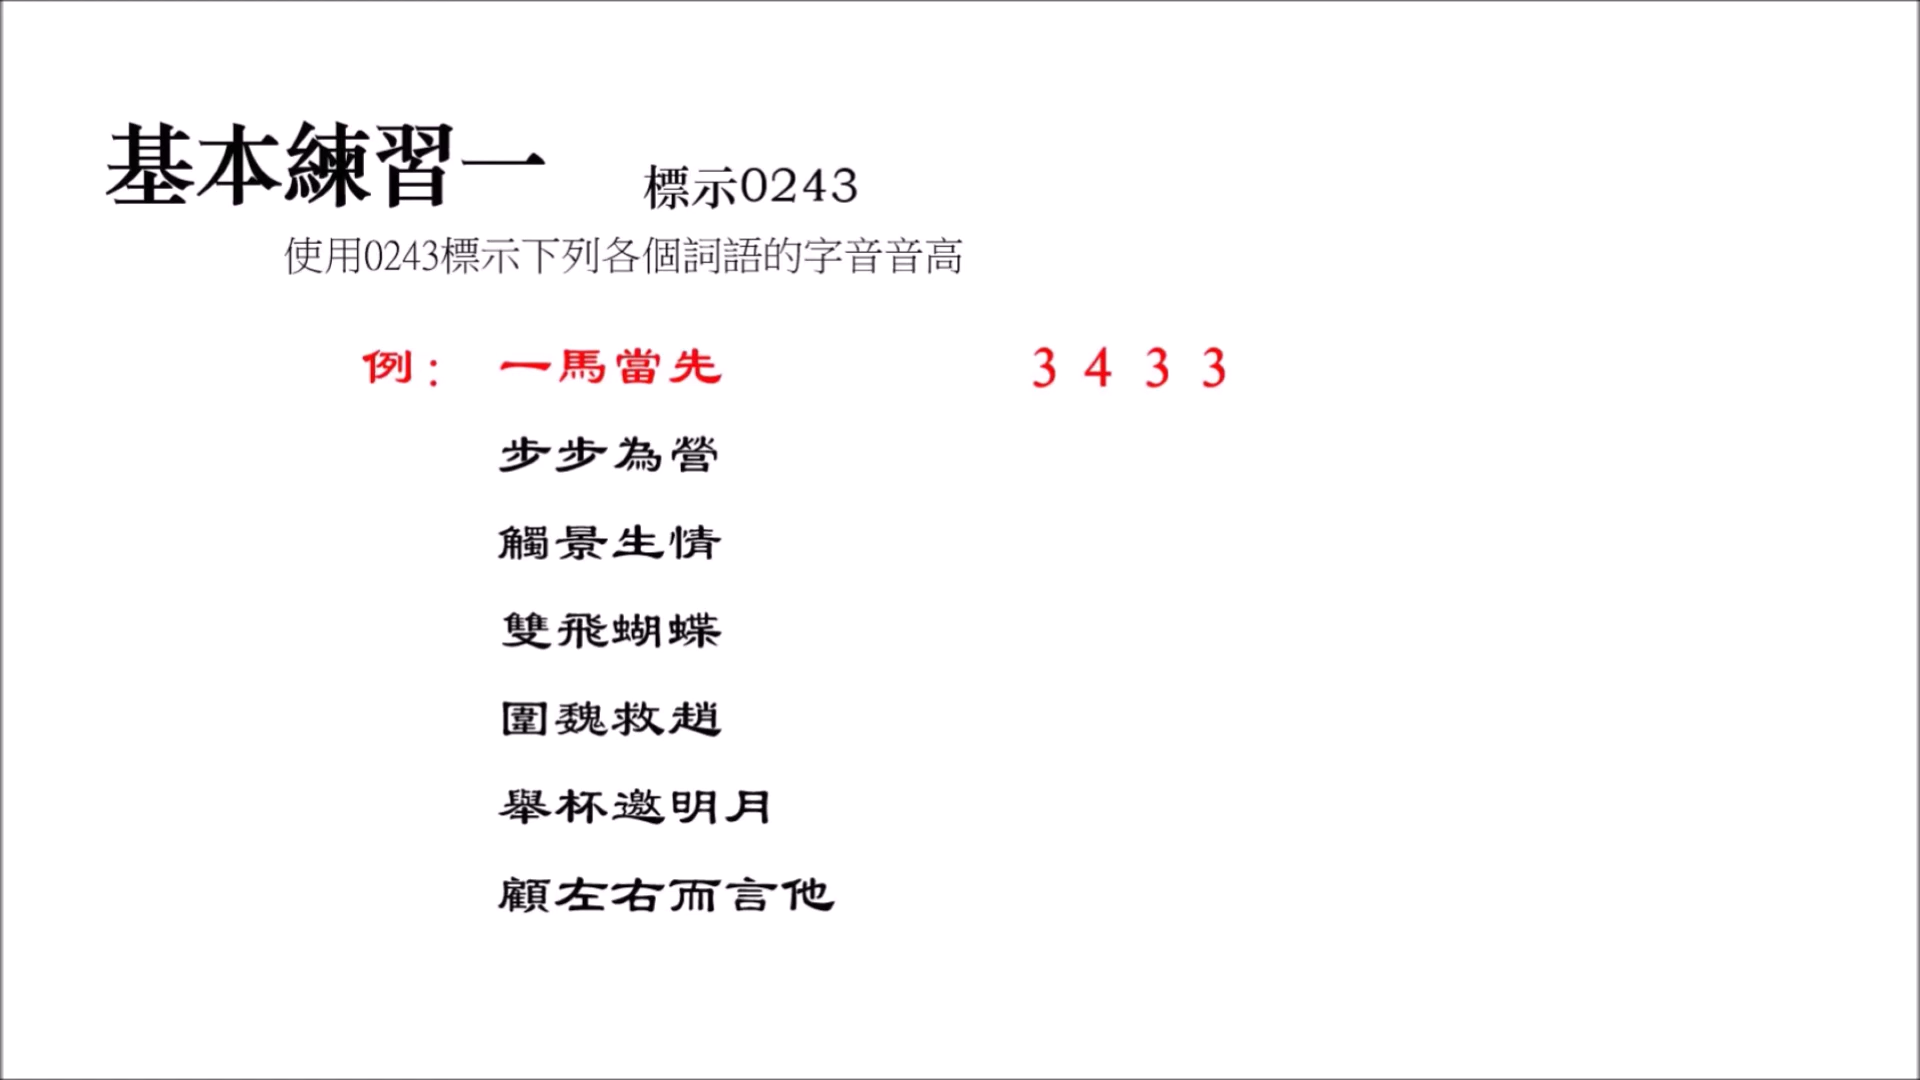 基本練習一 標示0243
使用0243標示下列各個詞語的字音音高
例： 一馬當先 3 4 3 3
步步為營
觸景生情
雙飛蝴蝶
圍魏救趙
舉杯邀明月
顧左右而言他